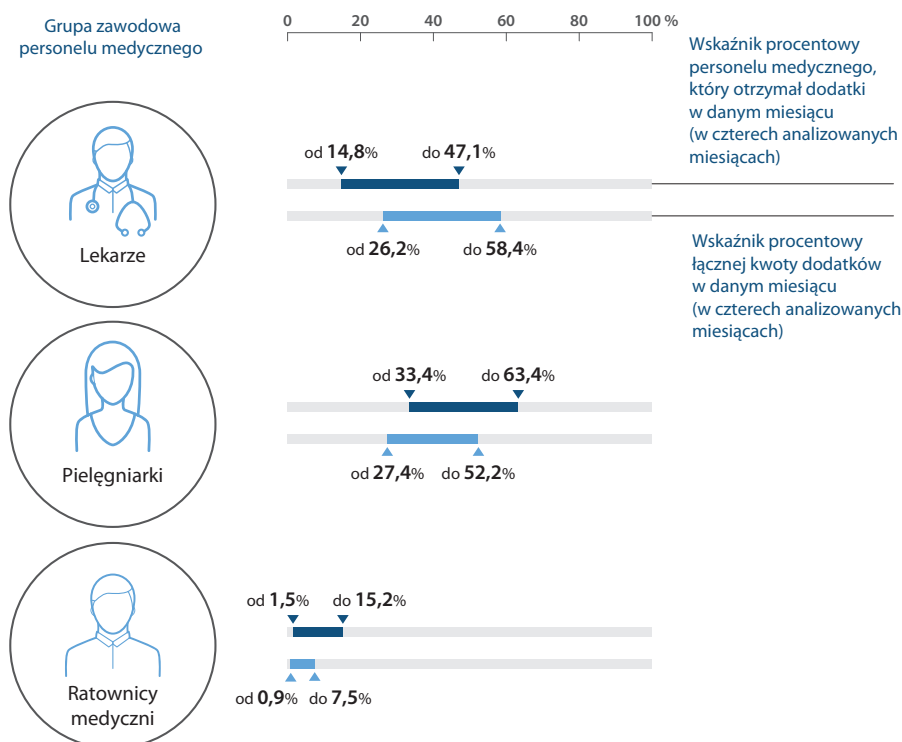 Grupa zawodowa
personelu medycznego
0 20 40 60 80 100 %
Wskaźnik procentowy
personelu medycznego,
który otrzymał dodatki
w danym miesiącu
(w czterech analizowanych
miesiącach)
od 14,8% do 47,1%
Lekarze
od 26,2% do 58,4%
Wskaźnik procentowy
łącznej kwoty dodatków
w danym miesiącu
(w czterech analizowanych
miesiącach)
od 33,4% do 63,4%
Pielęgniarki
od 27,4% do 52,2%
od 1,5% do 15,2%
Ratownicy
medyczni
od 0,9% do 7,5%